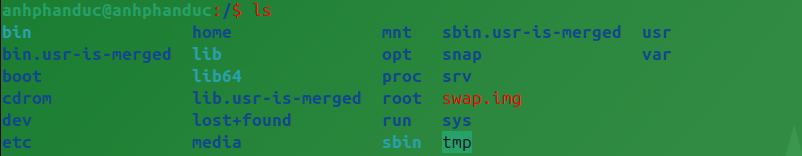 anhphanduc@anhphanduc:/$ ls
bin home mnt sbin.usr-is-merged usr
bin.usr-is-merged lib opt snap var
boot lib64 proc srv
cdrom lib.usr-is-merged root swap.img
dev lost+found run sys
etc media sbin tmp